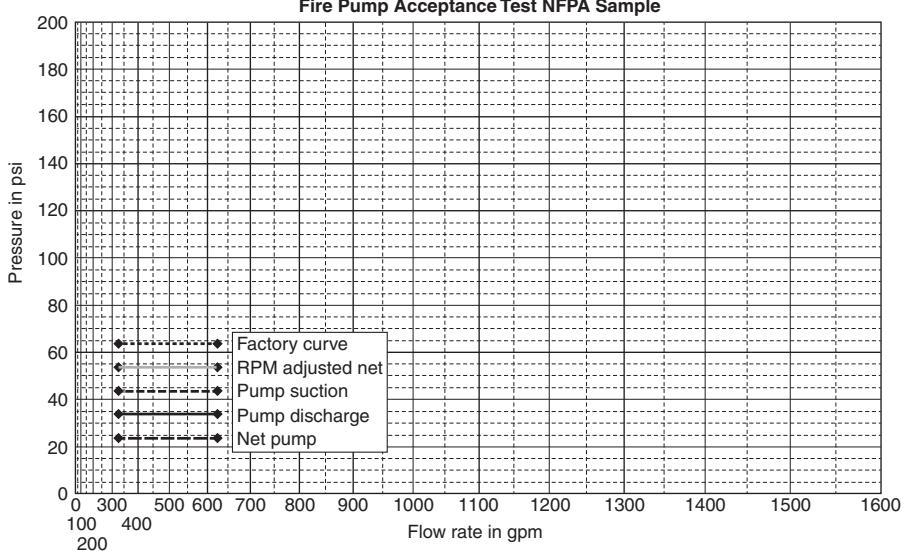 Fire Pump Acceptance Test NFPA Sample
200
180
160
140
120
100
80
60
40
20
0
Pressure in psi
Factory curve
RPM adjusted net
Pump suction
Pump discharge
Net pump
0 300 500 600 700 800 900 1000 1100 1200 1300 1400 1500 1600
100 400
200
Flow rate in gpm